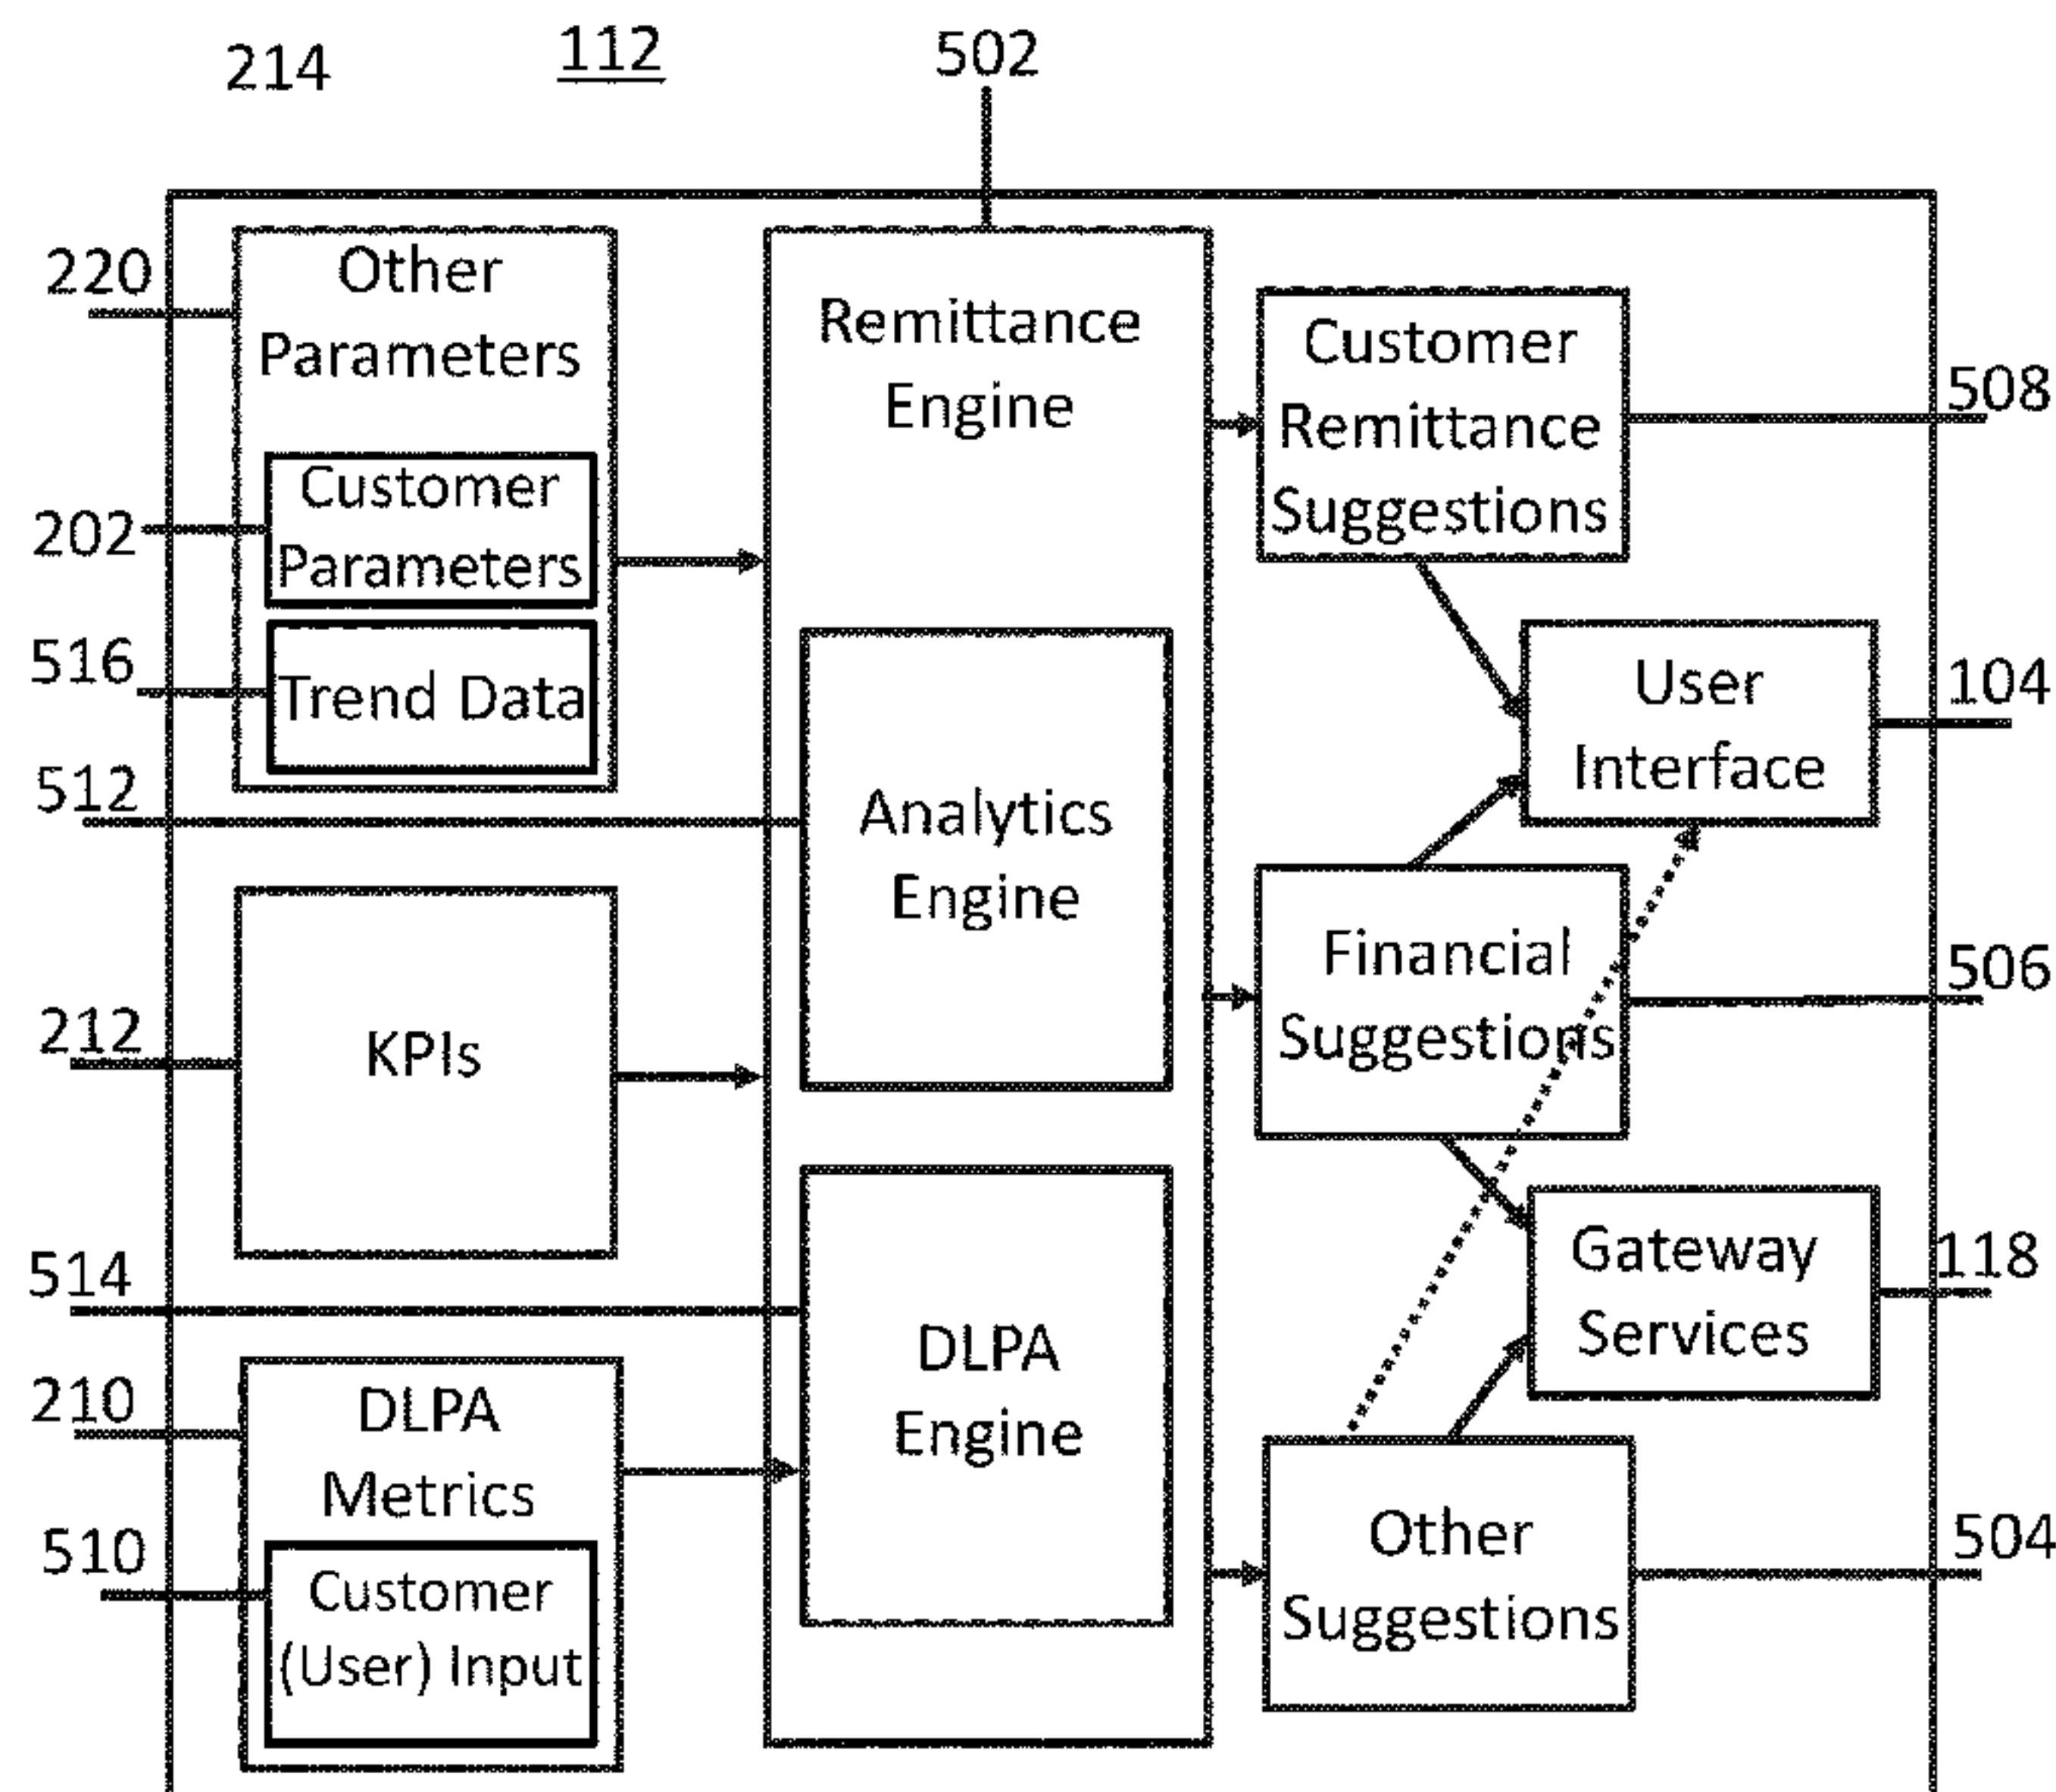 214
112
502
220
Other
Parameters
202
Customer
Parameters
516
Trend Data
512
212
KPIs
514
210
DLPA
Metrics
510
Customer
(User) Input
Remittance
Engine
Analytics
Engine
DLPA
Engine
Customer
Remittance
Suggestions
508
User
Interface
104
Financial
Suggestions
506
Gateway
Services
118
Other
Suggestions
504